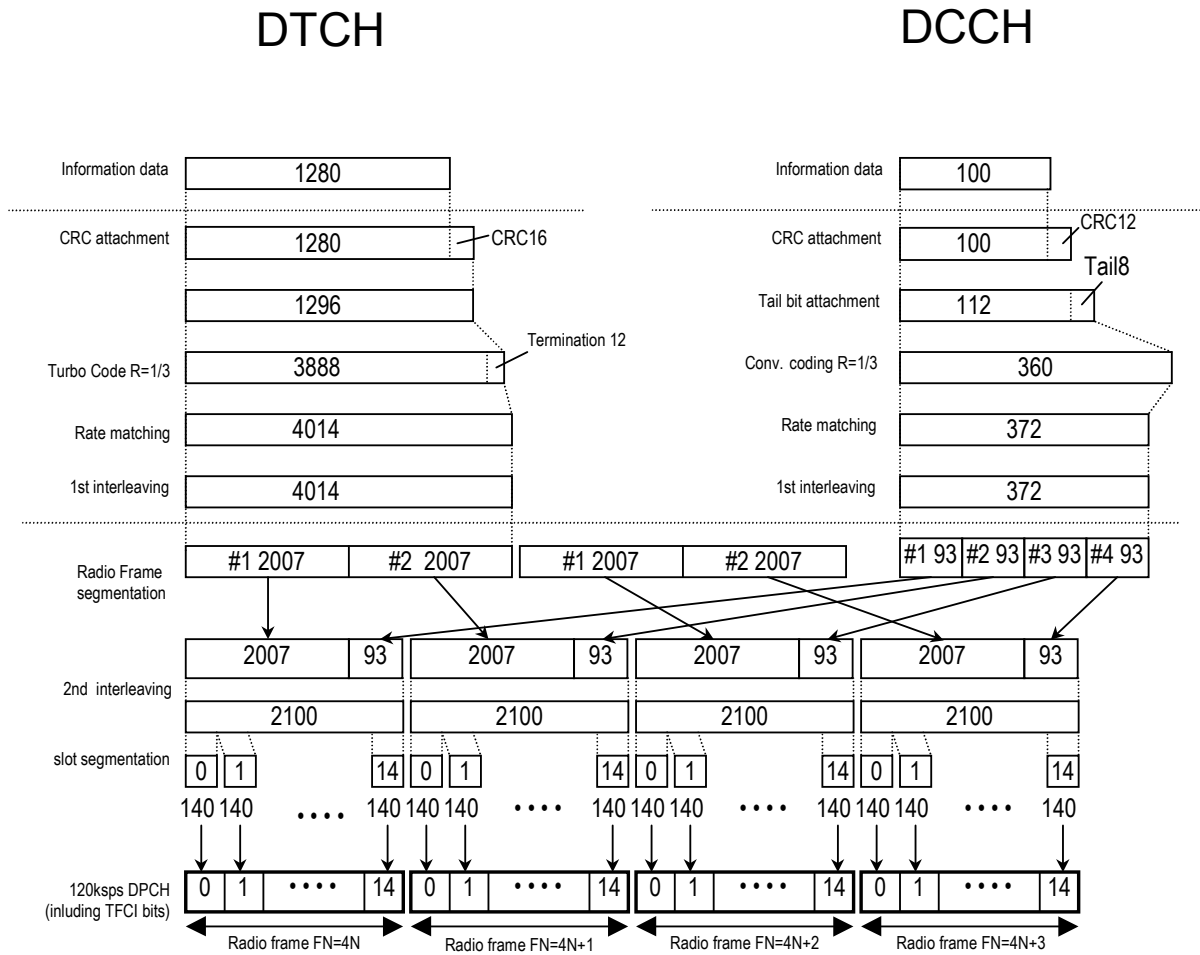 DTCH DCCH
Information data 1280 Information data 100
CRC attachment 1280 CRC16 CRC attachment 100 CRC12
1296 Tail bit attachment 112 Tail8
Turbo Code R=1/3 3888 Termination 12 Conv. coding R=1/3 360
Rate matching 4014 Rate matching 372
1st interleaving 4014 1st interleaving 372
Radio Frame segmentation #1 2007 #2 2007 #1 2007 #2 2007 #1 93 #2 93 #3 93 #4 93
2007 93 2007 93 2007 93 2007 93
2nd interleaving
2100 2100 2100 2100
slot segmentation 0 1 14 0 1 14 0 1 14 0 1 14
140 140 •••• 140 140 140 •••• 140 140 140 •••• 140 140 140 •••• 140
120ksps DPCH (inluding TFCI bits) 0 1 •••• 14 0 1 •••• 14 0 1 •••• 14 0 1 •••• 14
Radio frame FN=4N Radio frame FN=4N+1 Radio frame FN=4N+2 Radio frame FN=4N+3